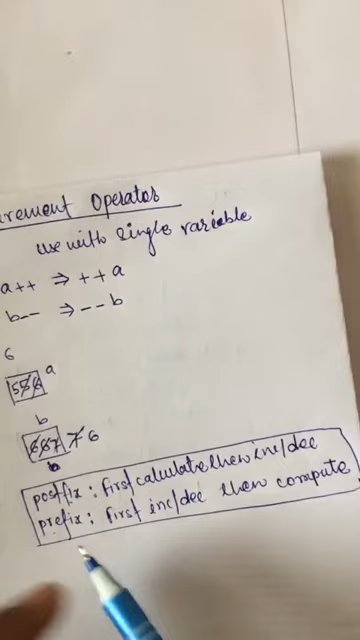 rement Operator
use with single variable
a++ ⇒ ++a
b-- ⇒ --b
6
a
b
7 6
b
postfix: first calculate then inc/dec
prefix: first inc/dec then compute